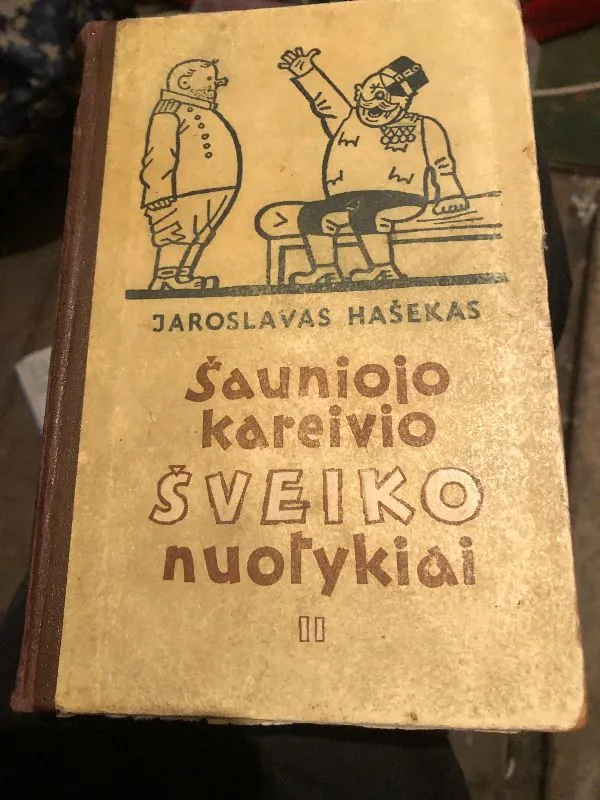 JAROSLAVAS HAŠEKAS
Šauniojo
kareivio
ŠVEIKO
nuotykiai
II